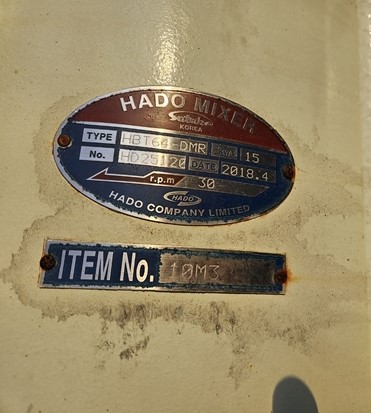 HADO MIXER
KOREA
TYPE HBT64-DMR KW 15
No. HD25120 DATE 2018.4
r.p.m 30
HADO
HADO COMPANY LIMITED
ITEM No. 10M3